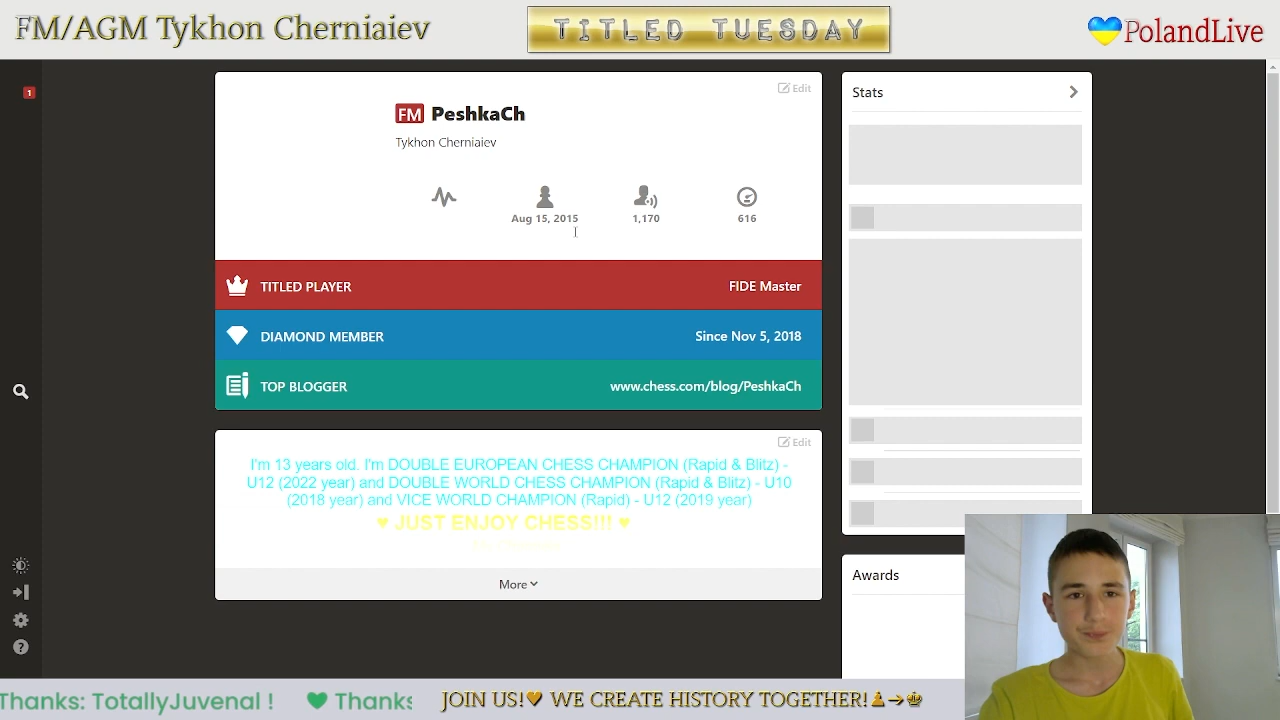 FM/AGM Tykhon Cherniaiev
TITLED TUESDAY
PolandLive
1
Edit
FM PeshkaCh
Tykhon Cherniaiev
Aug 15, 2015
1,170
616
TITLED PLAYER
FIDE Master
DIAMOND MEMBER
Since Nov 5, 2018
TOP BLOGGER
www.chess.com/blog/PeshkaCh
Edit
I'm 13 years old. I'm DOUBLE EUROPEAN CHESS CHAMPION (Rapid & Blitz) -
U12 (2022 year) and DOUBLE WORLD CHESS CHAMPION (Rapid & Blitz) - U10
(2018 year) and VICE WORLD CHAMPION (Rapid) - U12 (2019 year)
♥ JUST ENJOY CHESS!!! ♥
More
Stats
Awards
Thanks: TotallyJuvenal ! ♥ Thanks
JOIN US!🧡 WE CREATE HISTORY TOGETHER!♟→♚